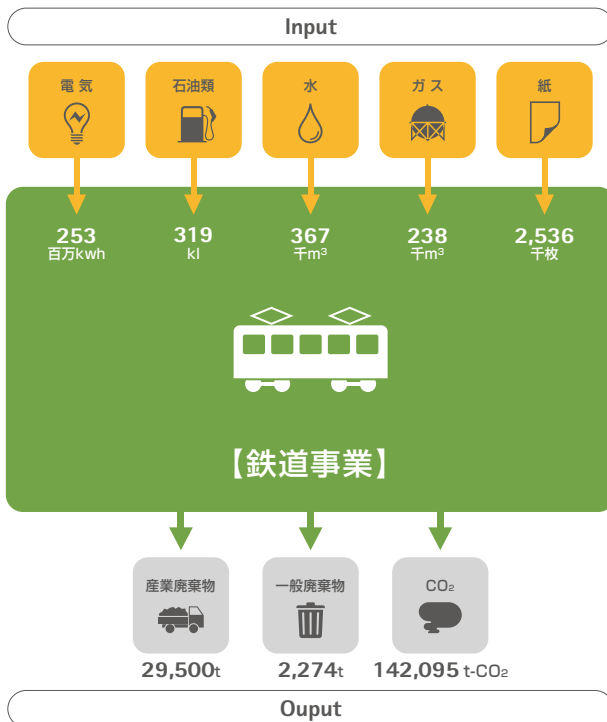 Input
電気 石油類 水 ガス 紙
253 319 367 238 2,536
百万kwh kl 千m³ 千m³ 千枚
【鉄道事業】
産業廃棄物 一般廃棄物 CO₂
29,500t 2,274t 142,095 t-CO₂
Ouput